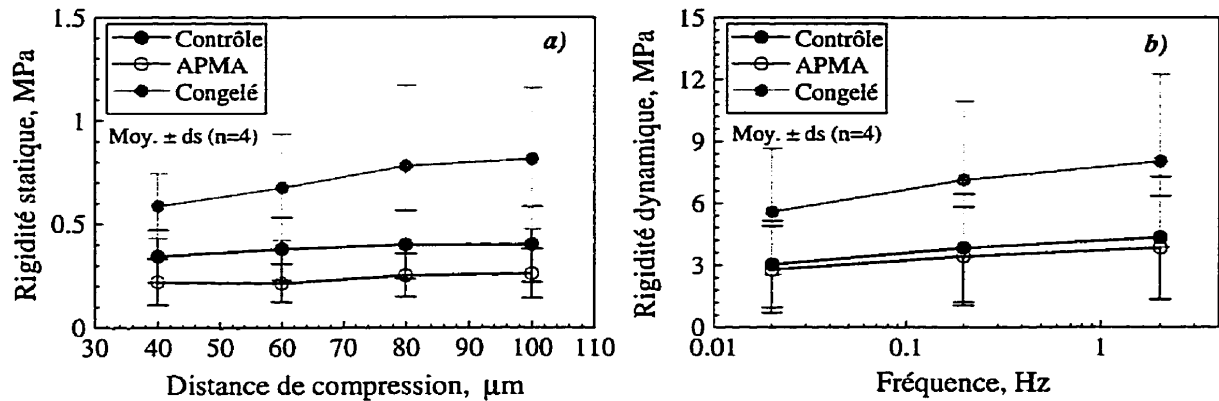 Rigidité statique, MPa
1.5
1
0.5
0
Contrôle
APMA
Congelé
Moy. ± ds (n=4)
a)
30 40 50 60 70 80 90 100 110
Distance de compression, μm
Rigidité dynamique, MPa
15
12
9
6
3
0
Contrôle
APMA
Congelé
Moy. ± ds (n=4)
b)
0.01 0.1 1
Fréquence, Hz